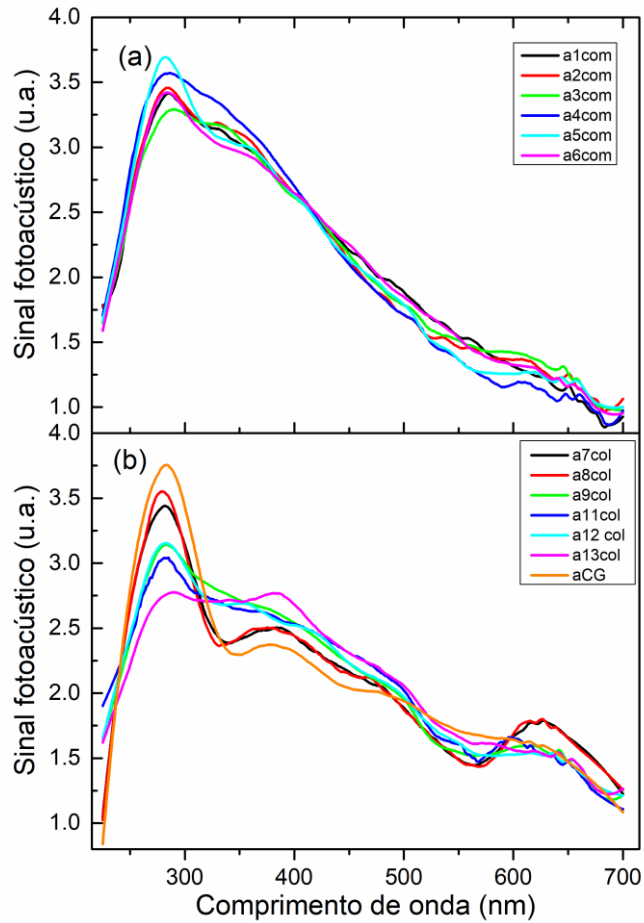 4.0
3.5
3.0
2.5
2.0
1.5
1.0
Sinal fotoacústico (u.a.)
(a)
a1com
a2com
a3com
a4com
a5com
a6com
4.0
3.5
3.0
2.5
2.0
1.5
1.0
Sinal fotoacústico (u.a.)
(b)
a7col
a8col
a9col
a11col
a12 col
a13col
aCG
300 400 500 600 700
Comprimento de onda (nm)